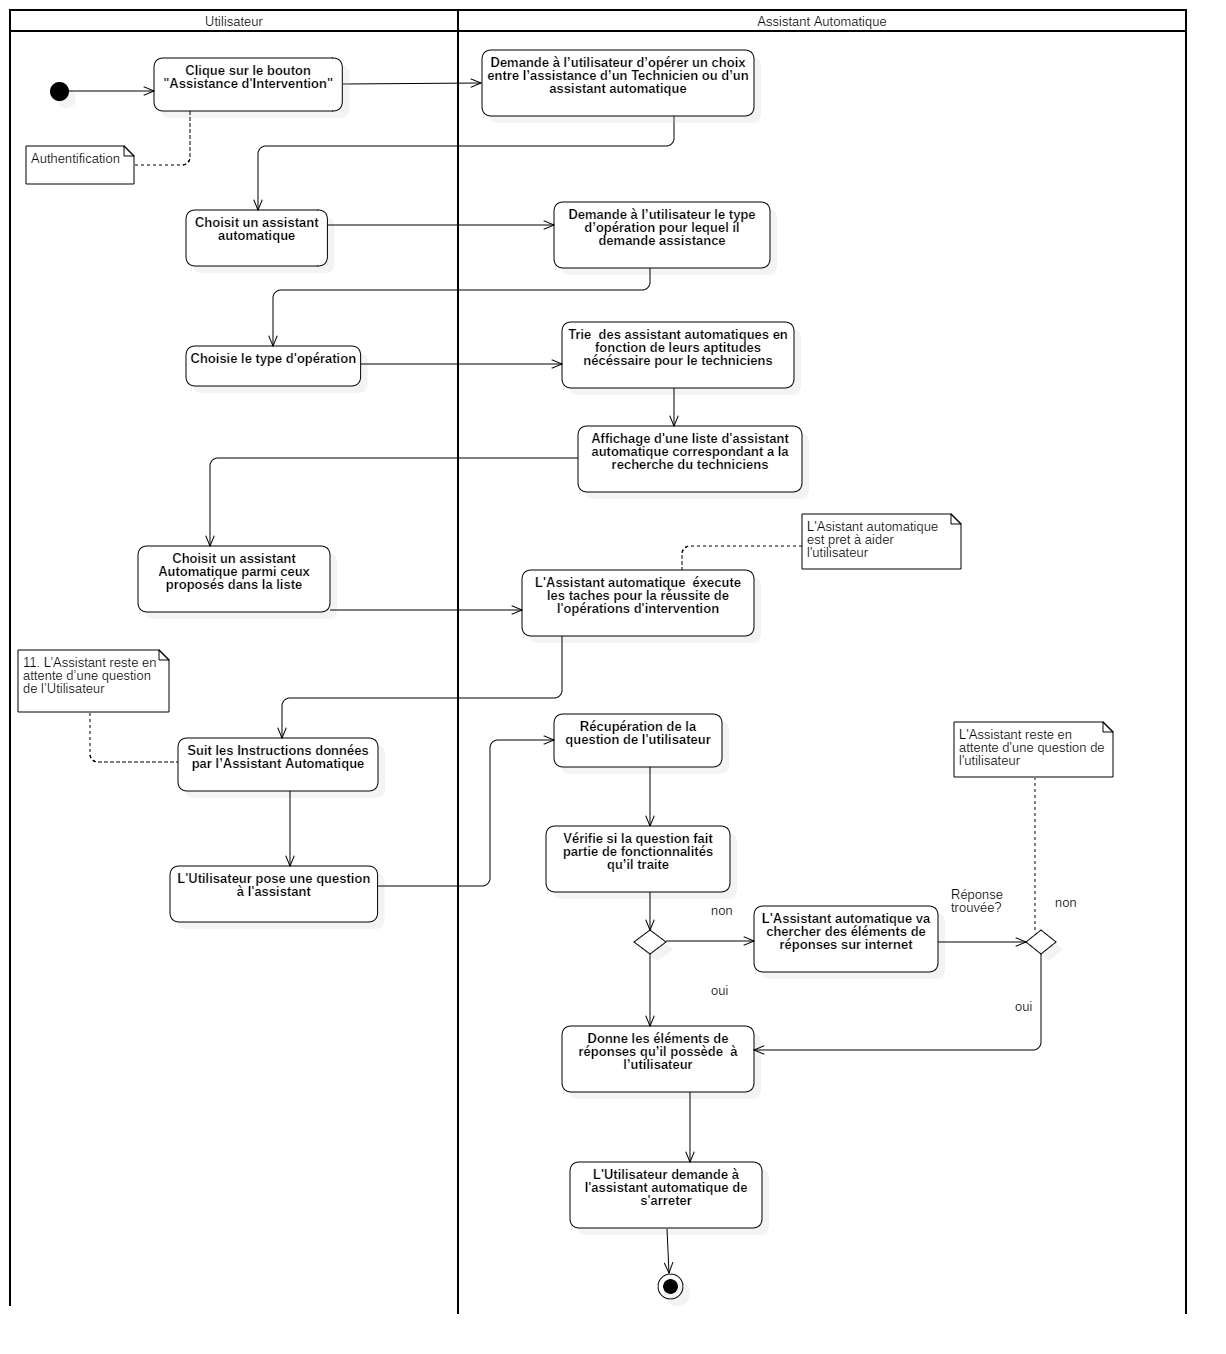 Utilisateur
Assistant Automatique
Clique sur le bouton
"Assistance d'Intervention"
Demande à l’utilisateur d’opérer un choix
entre l’assistance d’un Technicien ou d’un
assistant automatique
Authentification
Choisit un assistant
automatique
Demande à l’utilisateur le type
d’opération pour lequel il
demande assistance
Choisie le type d'opération
Trie  des assistant automatiques en
fonction de leurs aptitudes
nécéssaire pour le techniciens
Affichage d'une liste d'assistant
automatique correspondant a la
recherche du techniciens
L'Asistant automatique
est pret à aider
l'utilisateur
Choisit un assistant
Automatique parmi ceux
proposés dans la liste
L'Assistant automatique  éxecute
les taches pour la réussite de
l'opérations d'intervention
11. L’Assistant reste en
attente d’une question
de l’Utilisateur
Suit les Instructions données
par l’Assistant Automatique
Récupération de la
question de l'utilisateur
L'Assistant reste en
attente d'une question de
l'utilisateur
Vérifie si la question fait
partie de fonctionnalités
qu’il traite
L'Utilisateur pose une question
à l'assistant
non
L'Assistant automatique va
chercher des éléments de
réponses sur internet
Réponse
trouvée?
non
oui
oui
Donne les éléments de
réponses qu’il possède  à
l’utilisateur
L'Utilisateur demande à
l'assistant automatique de
s'arreter